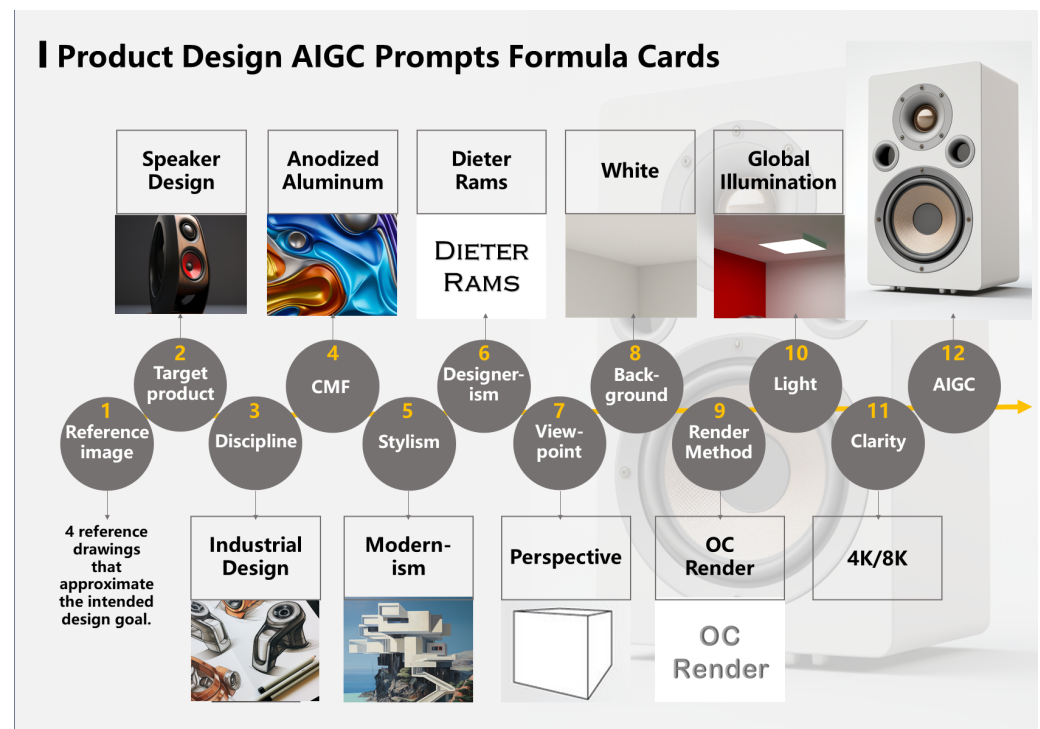 Product Design AIGC Prompts Formula Cards
Speaker
Design
Anodized
Aluminum
Dieter
Rams
White
Global
Illumination
DIETER
RAMS
2
Target
product
4
CMF
6
Designer-
ism
8
Back-
ground
10
Light
12
AIGC
1
Reference
image
3
Discipline
5
Stylism
7
View-
point
9
Render
Method
11
Clarity
4 reference
drawings
that
approximate
the intended
design goal.
Industrial
Design
Modern-
ism
Perspective
OC
Render
4K/8K
OC
Render